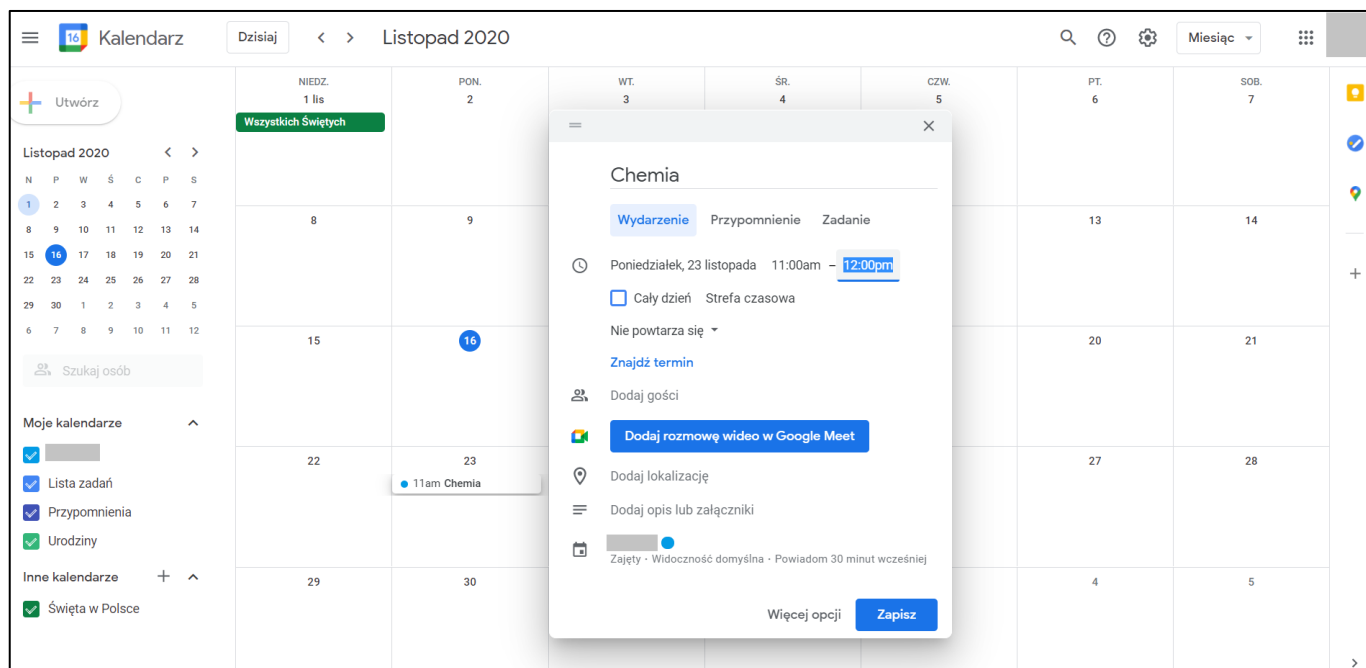 16 Kalendarz Dzisiaj Listopad 2020 Miesiąc
Utwórz
Listopad 2020
N P W Ś C P S
1 2 3 4 5 6 7
8 9 10 11 12 13 14
15 16 17 18 19 20 21
22 23 24 25 26 27 28
29 30 1 2 3 4 5
6 7 8 9 10 11 12
Szukaj osób
Moje kalendarze
Lista zadań
Przypomnienia
Urodziny
Inne kalendarze
Święta w Polsce
NIEDZ. PON. WT. ŚR. CZW. PT. SOB.
1 lis 2 3 4 5 6 7
Wszystkich Świętych
8 9 13 14
15 16 20 21
22 23 27 28
11am Chemia
29 30 4 5
Chemia
Wydarzenie Przypomnienie Zadanie
Poniedziałek, 23 listopada 11:00am – 12:00pm
Cały dzień Strefa czasowa
Nie powtarza się
Znajdź termin
Dodaj gości
Dodaj rozmowę wideo w Google Meet
Dodaj lokalizację
Dodaj opis lub załączniki
Zajęty · Widoczność domyślna · Powiadom 30 minut wcześniej
Więcej opcji Zapisz